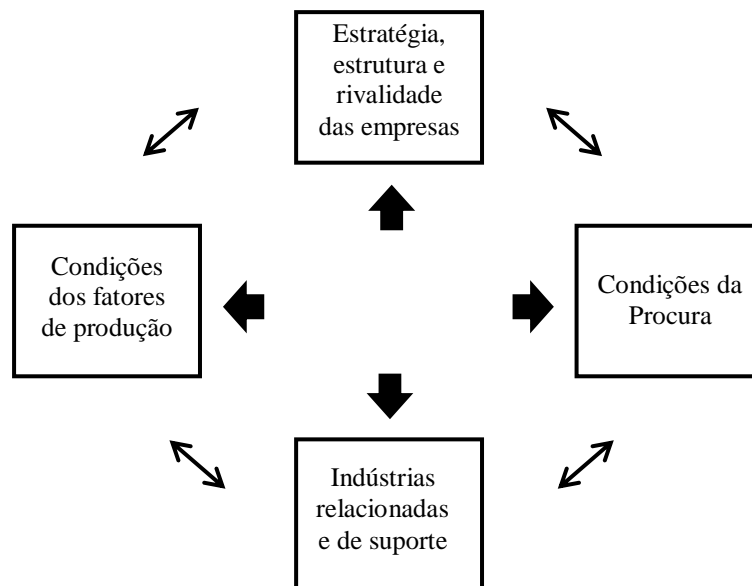 Estratégia,
estrutura e
rivalidade
das empresas
Condições
dos fatores
de produção
Condições da
Procura
Indústrias
relacionadas
e de suporte